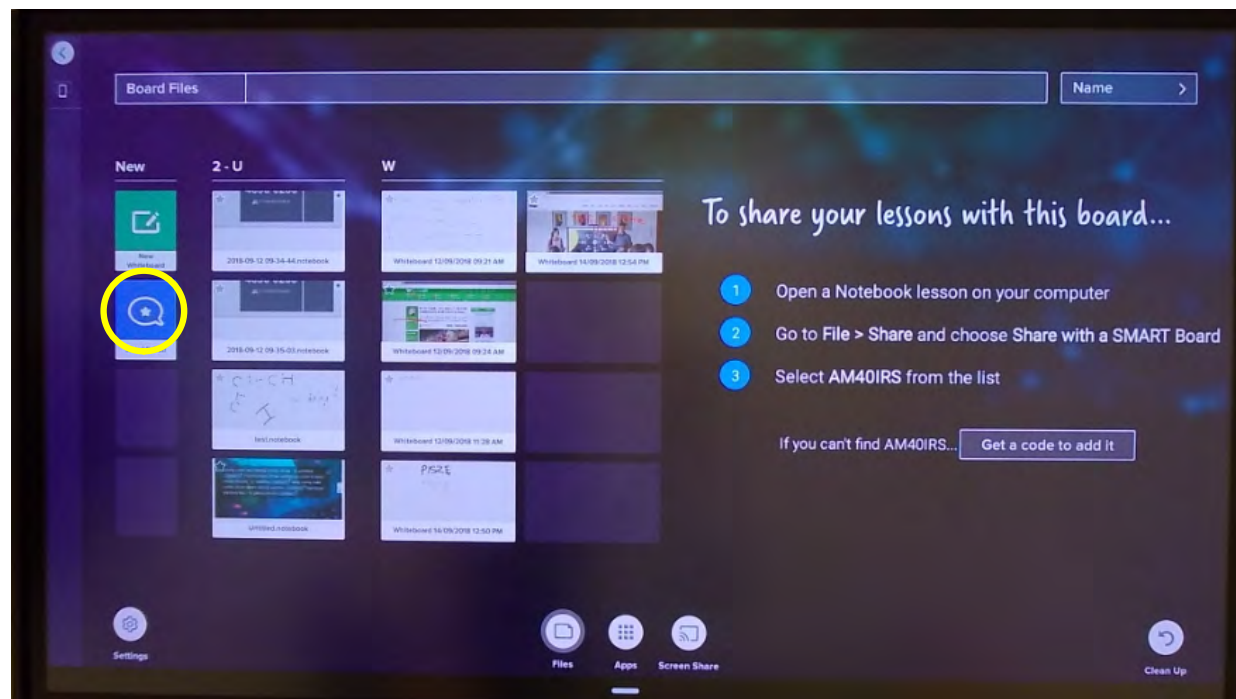 Board Files
Name
New
2 - U
W
New
Whiteboard
2018-09-12 09-34-44.notebook
Whiteboard 12/09/2018 09:21 AM
Whiteboard 14/09/2018 12:54 PM
2018-09-12 09-35-03.notebook
Whiteboard 12/09/2018 09:24 AM
test.notebook
Whiteboard 12/09/2018 11:28 AM
PISZE
Untitled.notebook
Whiteboard 14/09/2018 12:50 PM
To share your lessons with this board...
1 Open a Notebook lesson on your computer
2 Go to File > Share and choose Share with a SMART Board
3 Select AM40IRS from the list
If you can't find AM40IRS... Get a code to add it
Settings
Files
Apps
Screen Share
Clean Up